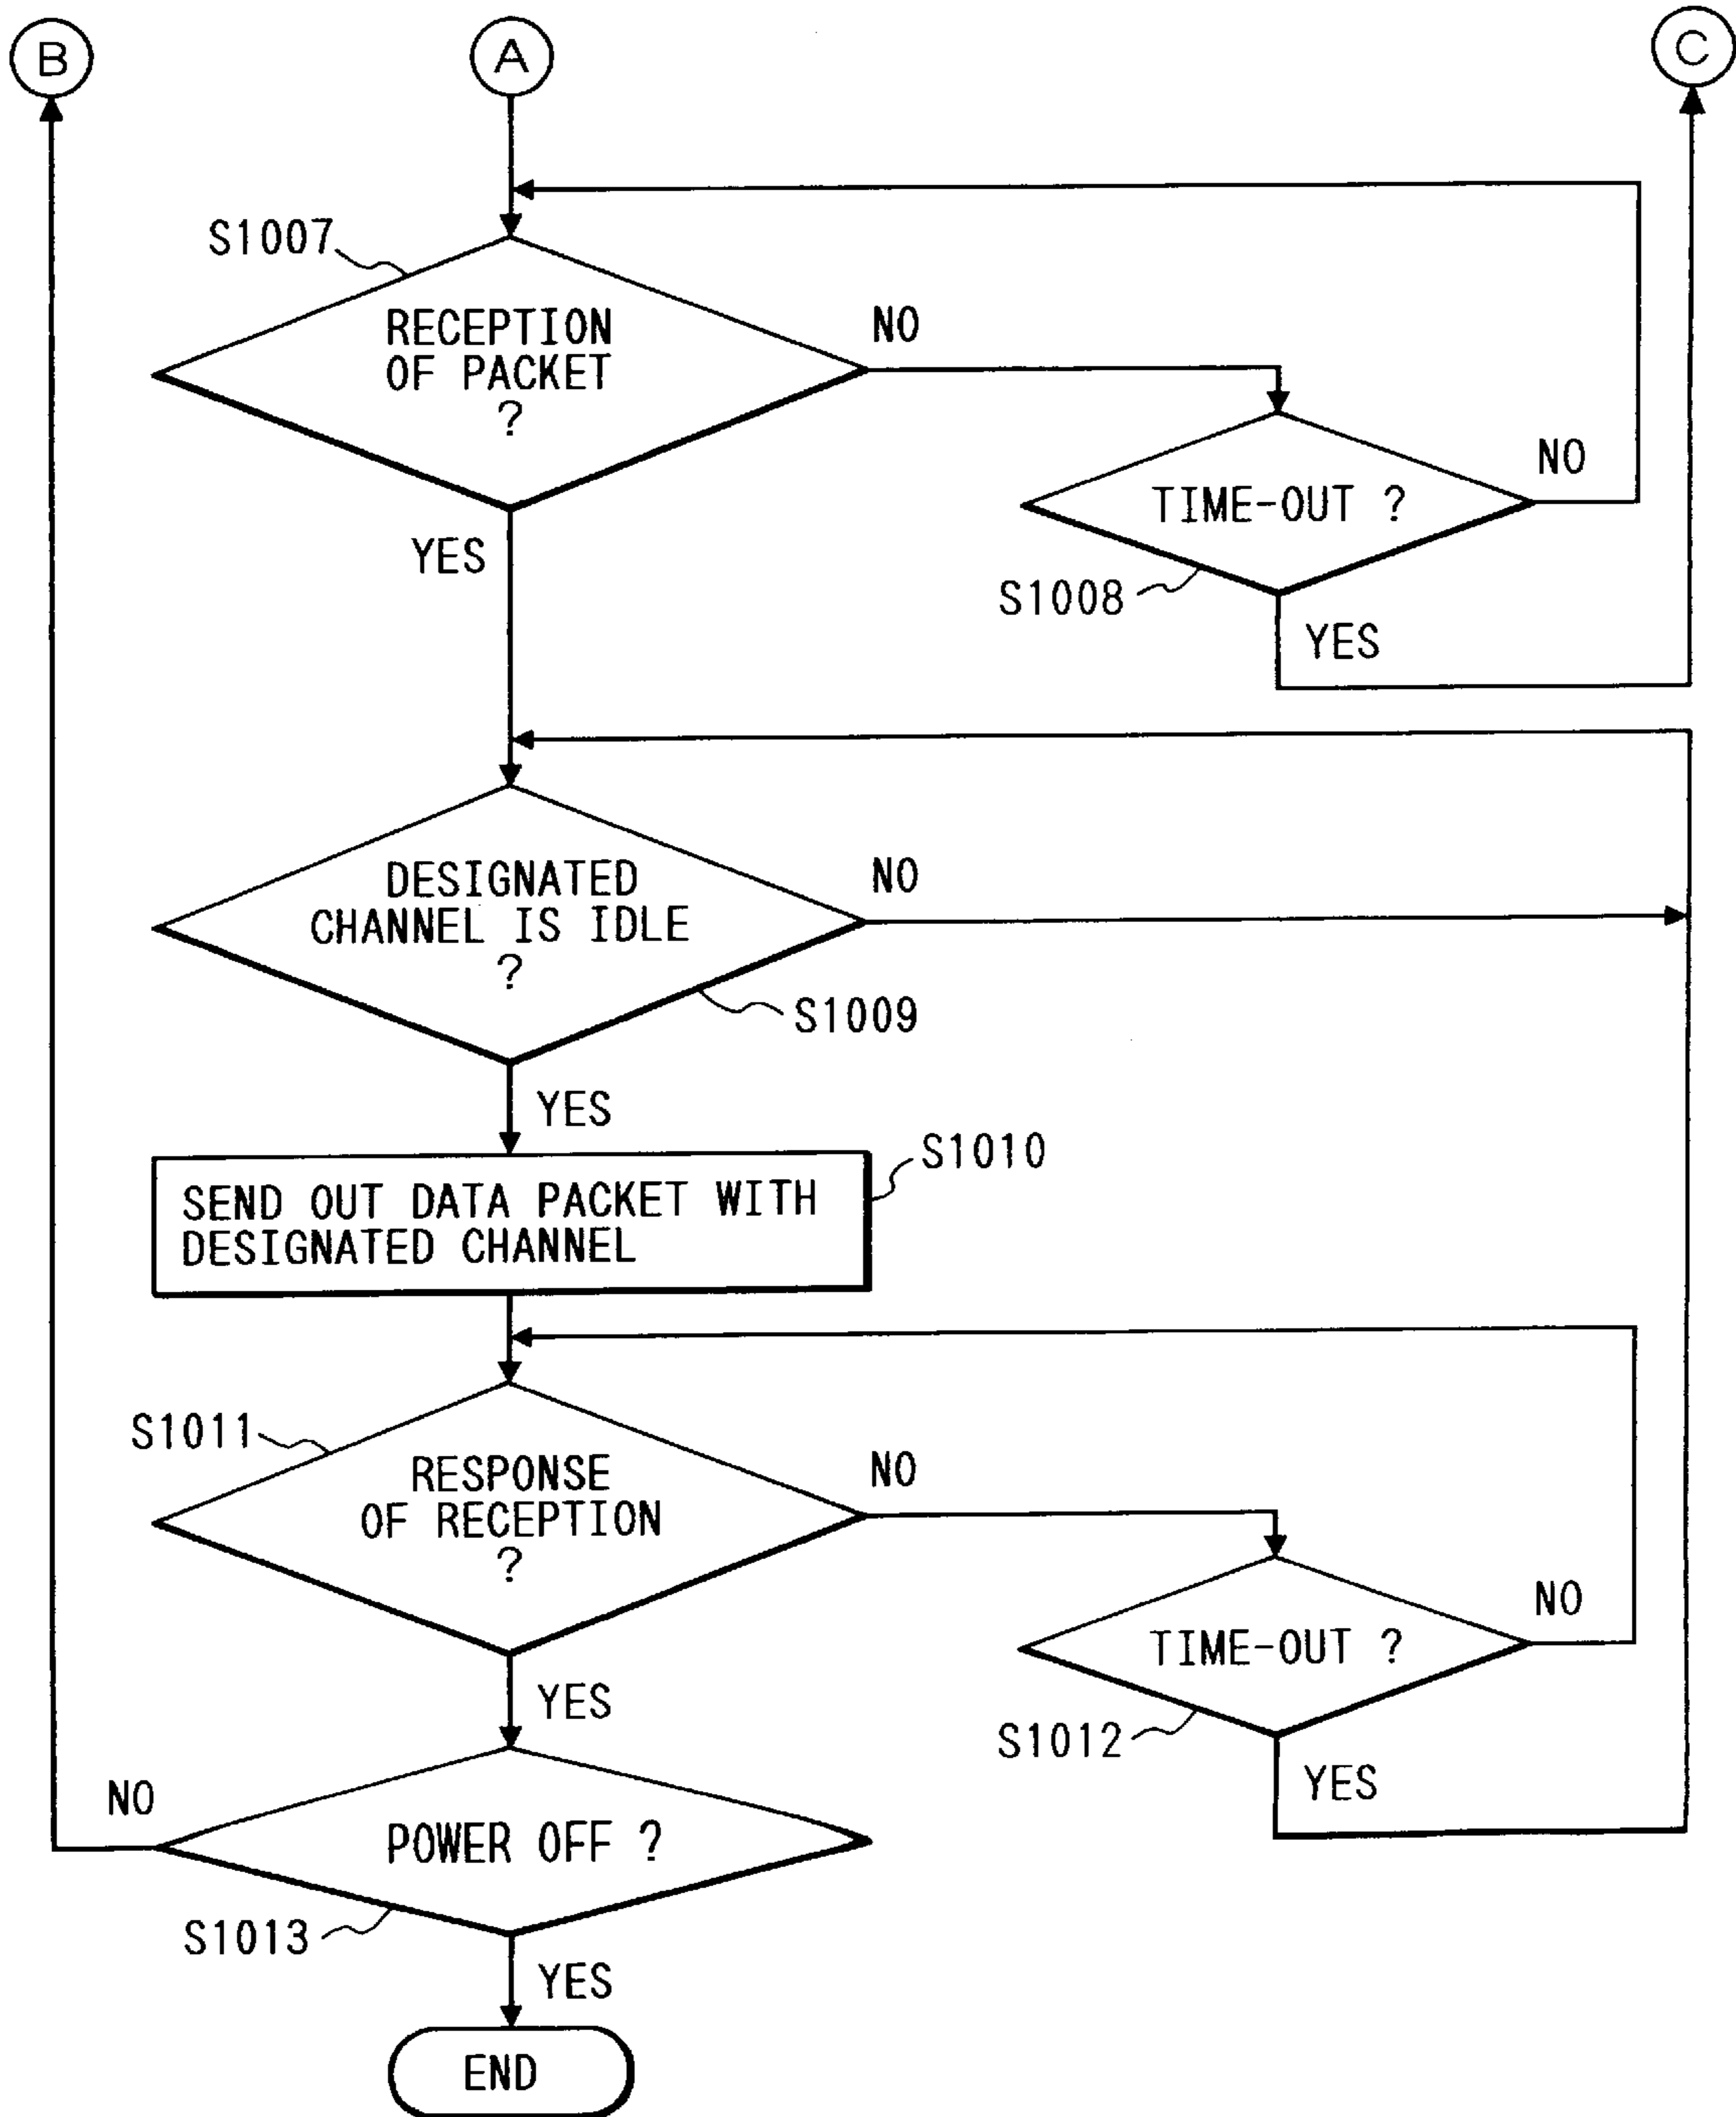 B
A
C
S1007
RECEPTION
OF PACKET
?
NO
YES
TIME-OUT ?
NO
S1008
YES
DESIGNATED
CHANNEL IS IDLE
?
NO
S1009
YES
S1010
SEND OUT DATA PACKET WITH
DESIGNATED CHANNEL
S1011
RESPONSE
OF RECEPTION
?
NO
YES
TIME-OUT ?
NO
S1012
YES
NO
POWER OFF ?
S1013
YES
END